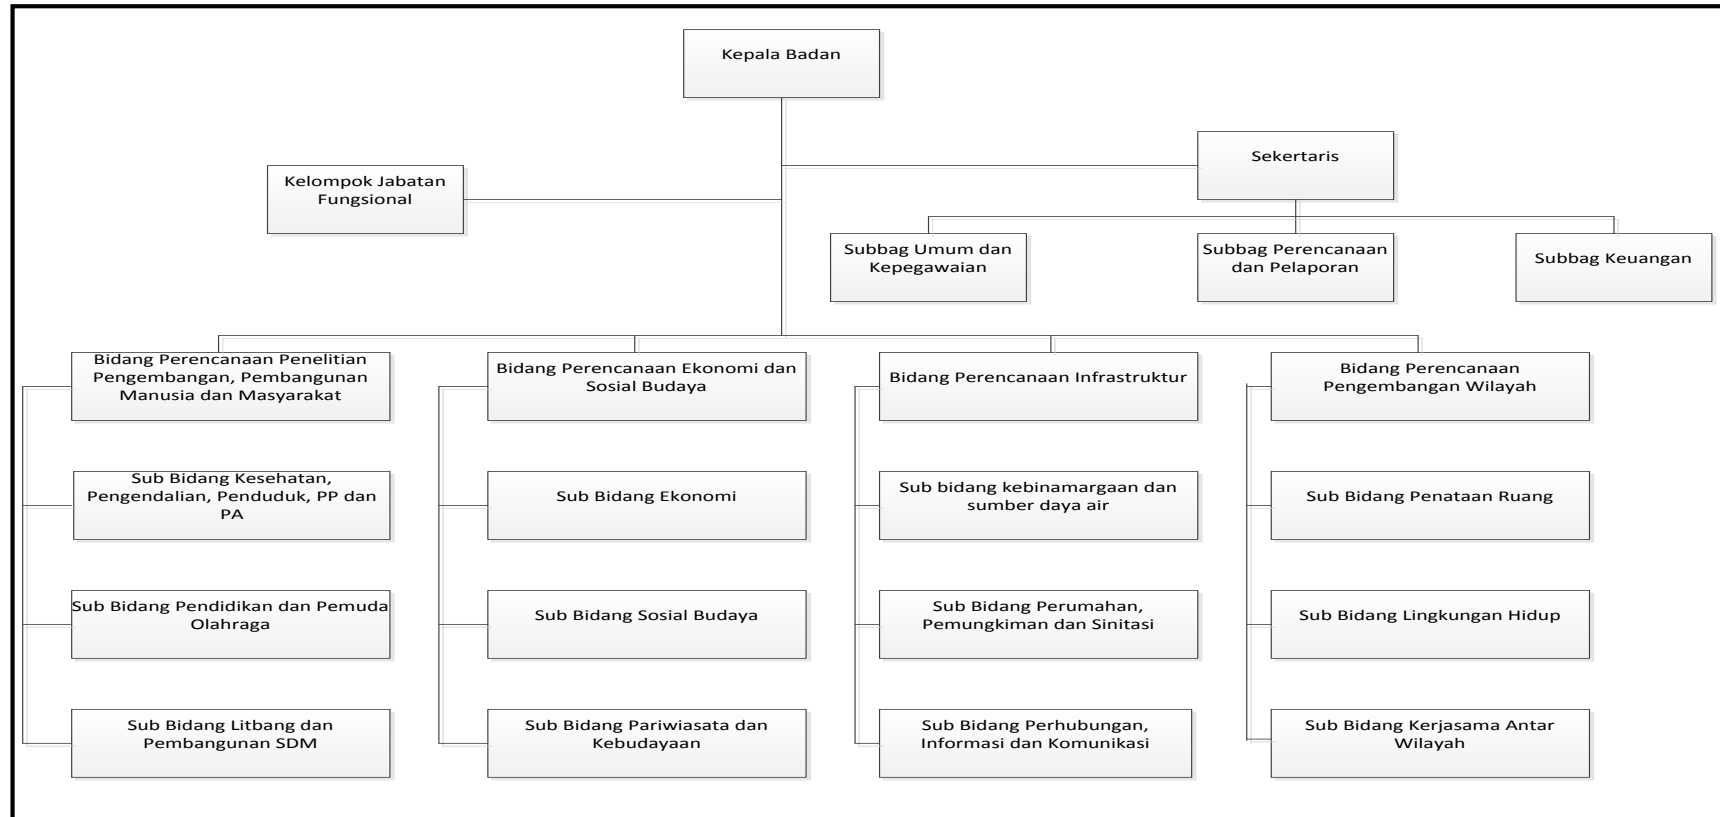 Kepala Badan
Sekertaris
Kelompok Jabatan
Fungsional
Subbag Umum dan
Kepegawaian
Subbag Perencanaan
dan Pelaporan
Subbag Keuangan
Bidang Perencanaan Penelitian
Pengembangan, Pembangunan
Manusia dan Masyarakat
Bidang Perencanaan Ekonomi dan
Sosial Budaya
Bidang Perencanaan Infrastruktur
Bidang Perencanaan
Pengembangan Wilayah
Sub Bidang Kesehatan,
Pengendalian, Penduduk, PP dan
PA
Sub Bidang Ekonomi
Sub bidang kebinamargaan dan
sumber daya air
Sub Bidang Penataan Ruang
Sub Bidang Pendidikan dan Pemuda
Olahraga
Sub Bidang Sosial Budaya
Sub Bidang Perumahan,
Pemungkiman dan Sinitasi
Sub Bidang Lingkungan Hidup
Sub Bidang Litbang dan
Pembangunan SDM
Sub Bidang Pariwiasata dan
Kebudayaan
Sub Bidang Perhubungan,
Informasi dan Komunikasi
Sub Bidang Kerjasama Antar
Wilayah